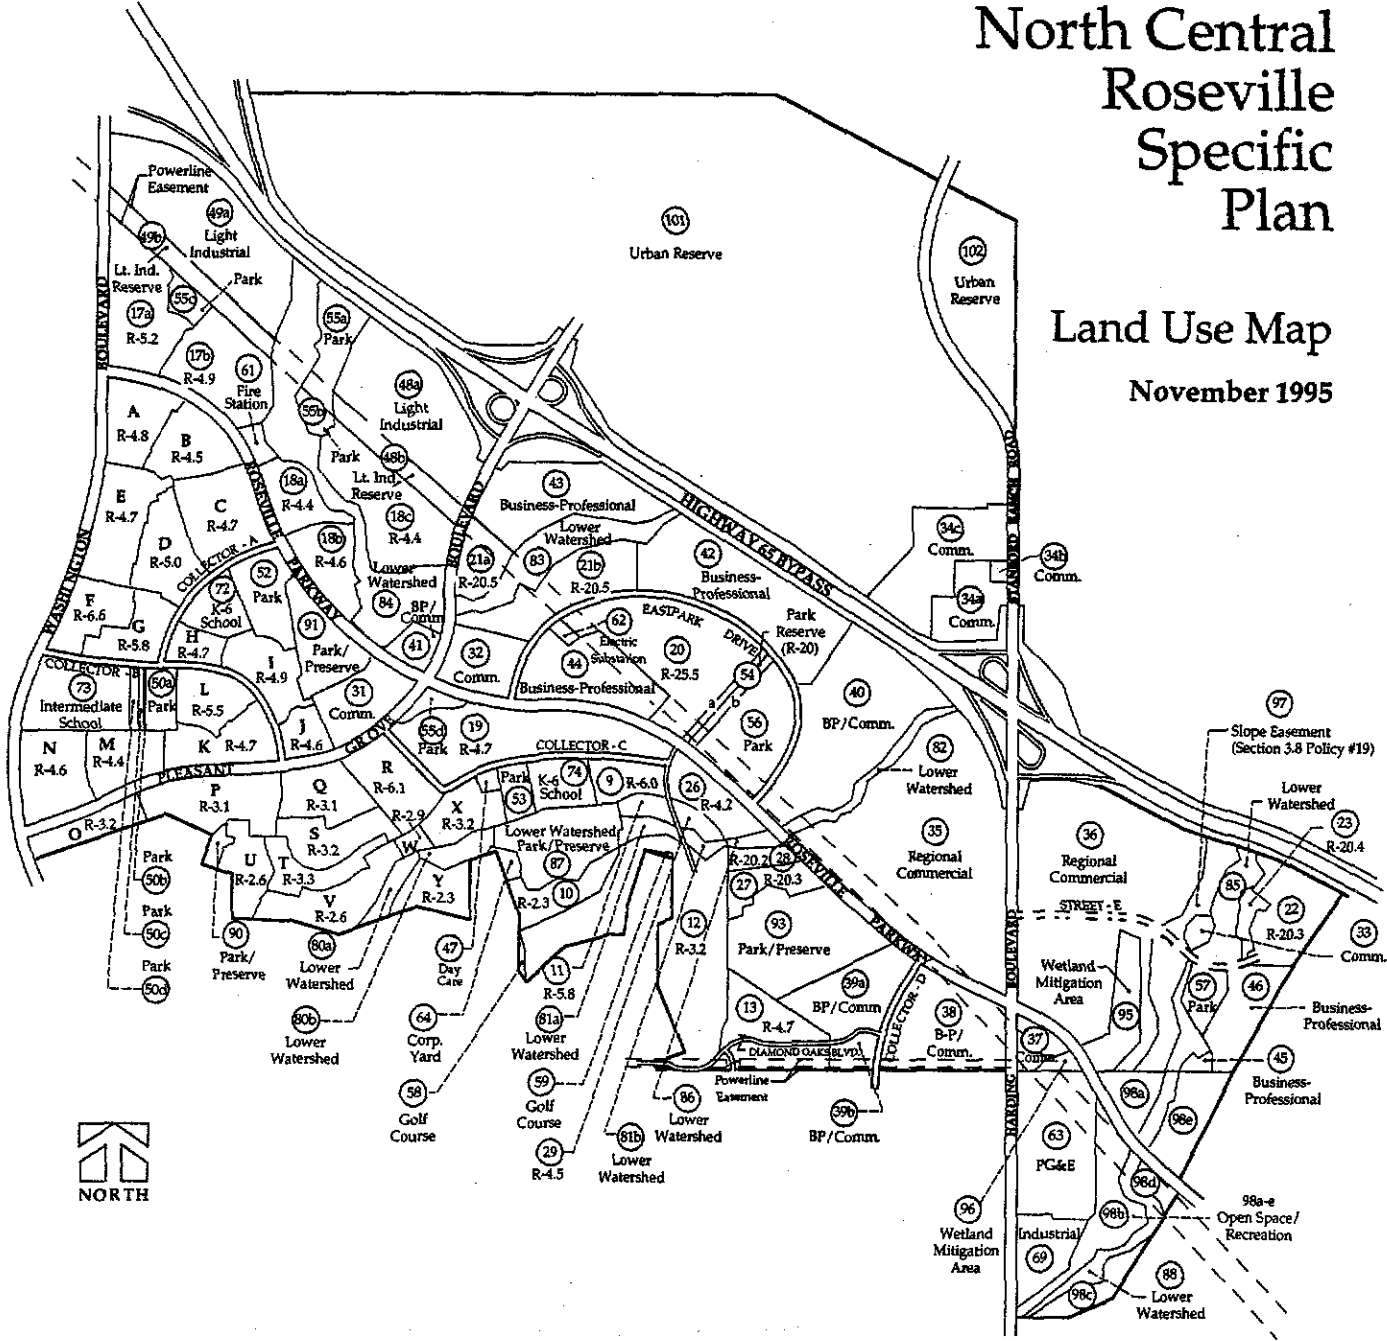 North Central
Roseville
Specific
Plan
Land Use Map
November 1995
Powerline
Easement
49a
Light
Industrial
49b
Lt. Ind.
Reserve
Park
55c
17a
R-5.2
17b
R-4.9
61
Fire
Station
55a
Park
55b
Park
48a
Light
Industrial
48b
Lt. Ind.
Reserve
18c
R-4.4
101
Urban Reserve
102
Urban
Reserve
BOULEVARD
WASHINGTON
A
R-4.8
B
R-4.5
E
R-4.7
C
R-4.7
D
R-5.0
COLLECTOR - A
ROSEVILLE
PARKWAY
18a
R-4.4
18b
R-4.6
52
Park
72
K-6
School
F
R-6.6
G
R-5.8
H
R-4.7
I
R-4.9
91
Park/
Preserve
Lower
Watershed
84
BP/
Comm.
41
BOULEVARD
21a
R-20.5
43
Business-Professional
Lower
Watershed
83
21b
R-20.5
42
Business-
Professional
HIGHWAY 65 BYPASS
EASTPARK
DRIVE
62
Electric
Substation
44
Business-Professional
20
R-25.5
Park
Reserve
(R-20)
54
a
b
56
Park
32
Comm.
40
BP/Comm.
82
Lower
Watershed
34c
Comm.
34b
Comm.
34a
Comm.
STANFORD RANCH ROAD
COLLECTOR - B
73
Intermediate
School
50a
Park
L
R-5.5
K
R-4.7
J
R-4.6
31
Comm.
GROVE
PLEASANT
55d
Park
19
R-4.7
COLLECTOR - C
N
R-4.6
M
R-4.4
O
R-3.2
P
R-3.1
Q
R-3.1
R
R-6.1
S
R-3.2
T
R-3.3
U
R-2.6
V
R-2.6
R-2.9
W
X
R-3.2
Y
R-2.3
Park
53
K-6
School
74
9
R-6.0
26
R-4.2
Lower Watershed
Park/Preserve
87
R-2.3
10
Park
50b
Park
50c
Park
50d
90
Park/
Preserve
80a
Lower
Watershed
80b
Lower
Watershed
47
Day
Care
64
Corp.
Yard
58
Golf
Course
11
R-5.8
81a
Lower
Watershed
59
Golf
Course
29
R-4.5
81b
Lower
Watershed
86
Lower
Watershed
12
R-3.2
R-20.2
27
28
R-20.3
93
Park/Preserve
ROSEVILLE
PARKWAY
13
R-4.7
39a
BP/Comm
DIAMOND OAKS BLVD.
COLLECTOR - D
Powerline
Easement
39b
BP/Comm.
38
B-P/
Comm.
35
Regional
Commercial
36
Regional
Commercial
STREET - E
BOULEVARD
HARDING
97
Slope Easement
(Section 3.8 Policy #19)
Lower
Watershed
23
R-20.4
85
22
R-20.3
33
Comm.
Wetland
Mitigation
Area
95
57
Park
46
Business-
Professional
45
Business-
Professional
37
Comm.
98a
98e
63
PG&E
98d
98b
98a-e
Open Space/
Recreation
96
Wetland
Mitigation
Area
Industrial
69
98c
88
Lower
Watershed
NORTH